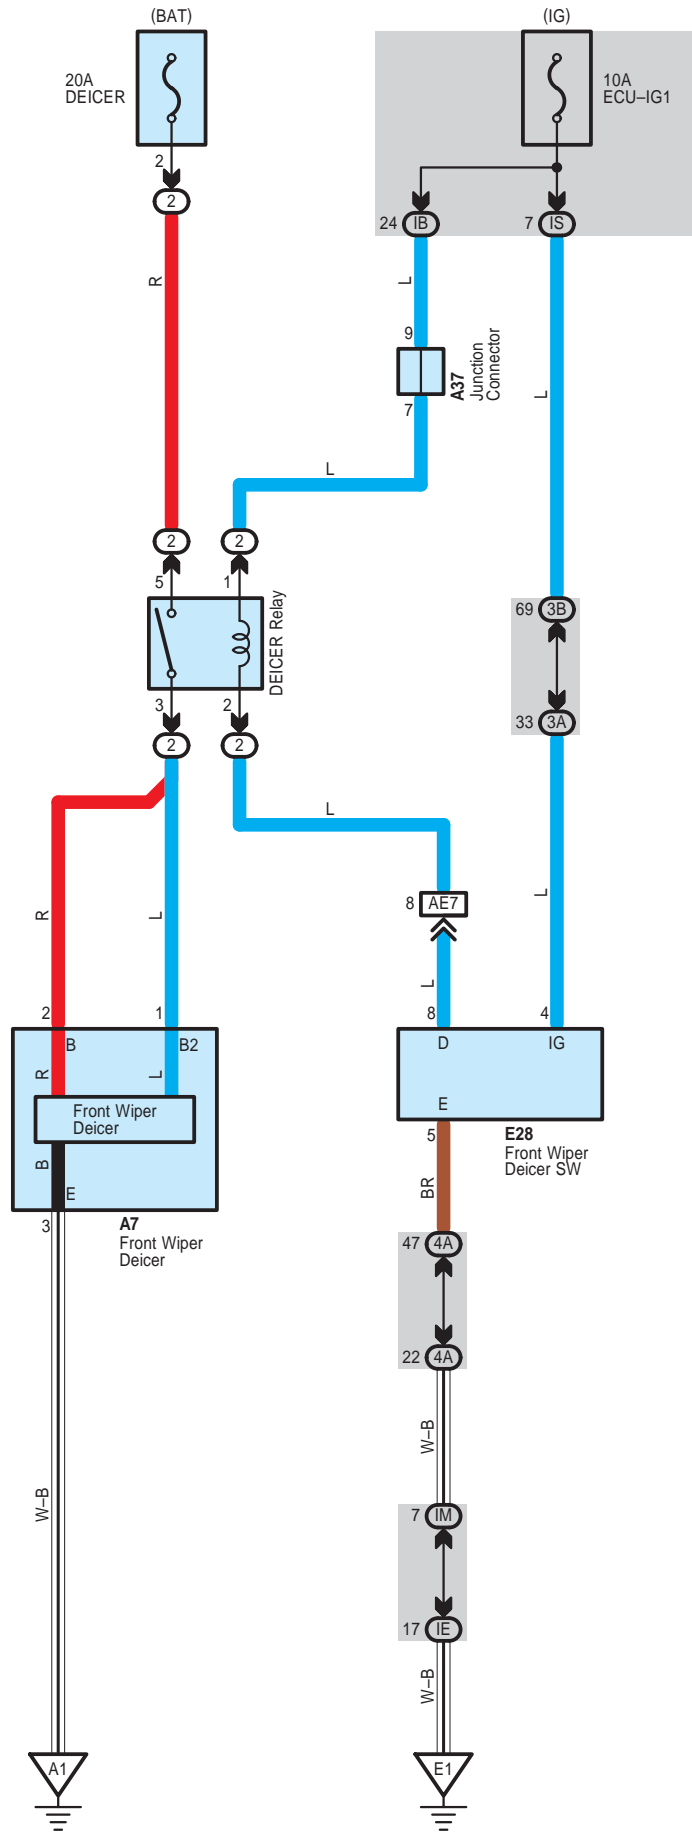 (BAT)
(IG)
20A
DEICER
10A
ECU–IG1
2
2
24 IB
7 IS
R
L
9
A37
Junction
Connector
7
L
L
2
2
5
1
DEICER Relay
69 3B
33 3A
3
2
2
2
L
R
L
8 AE7
L
L
2
1
8
4
B
B2
D
IG
R
L
Front Wiper
Deicer
E
B
E
5
E28
Front Wiper
Deicer SW
3
A7
Front Wiper
Deicer
BR
47 4A
22 4A
W–B
W–B
7 IM
17 IE
W–B
A1
E1